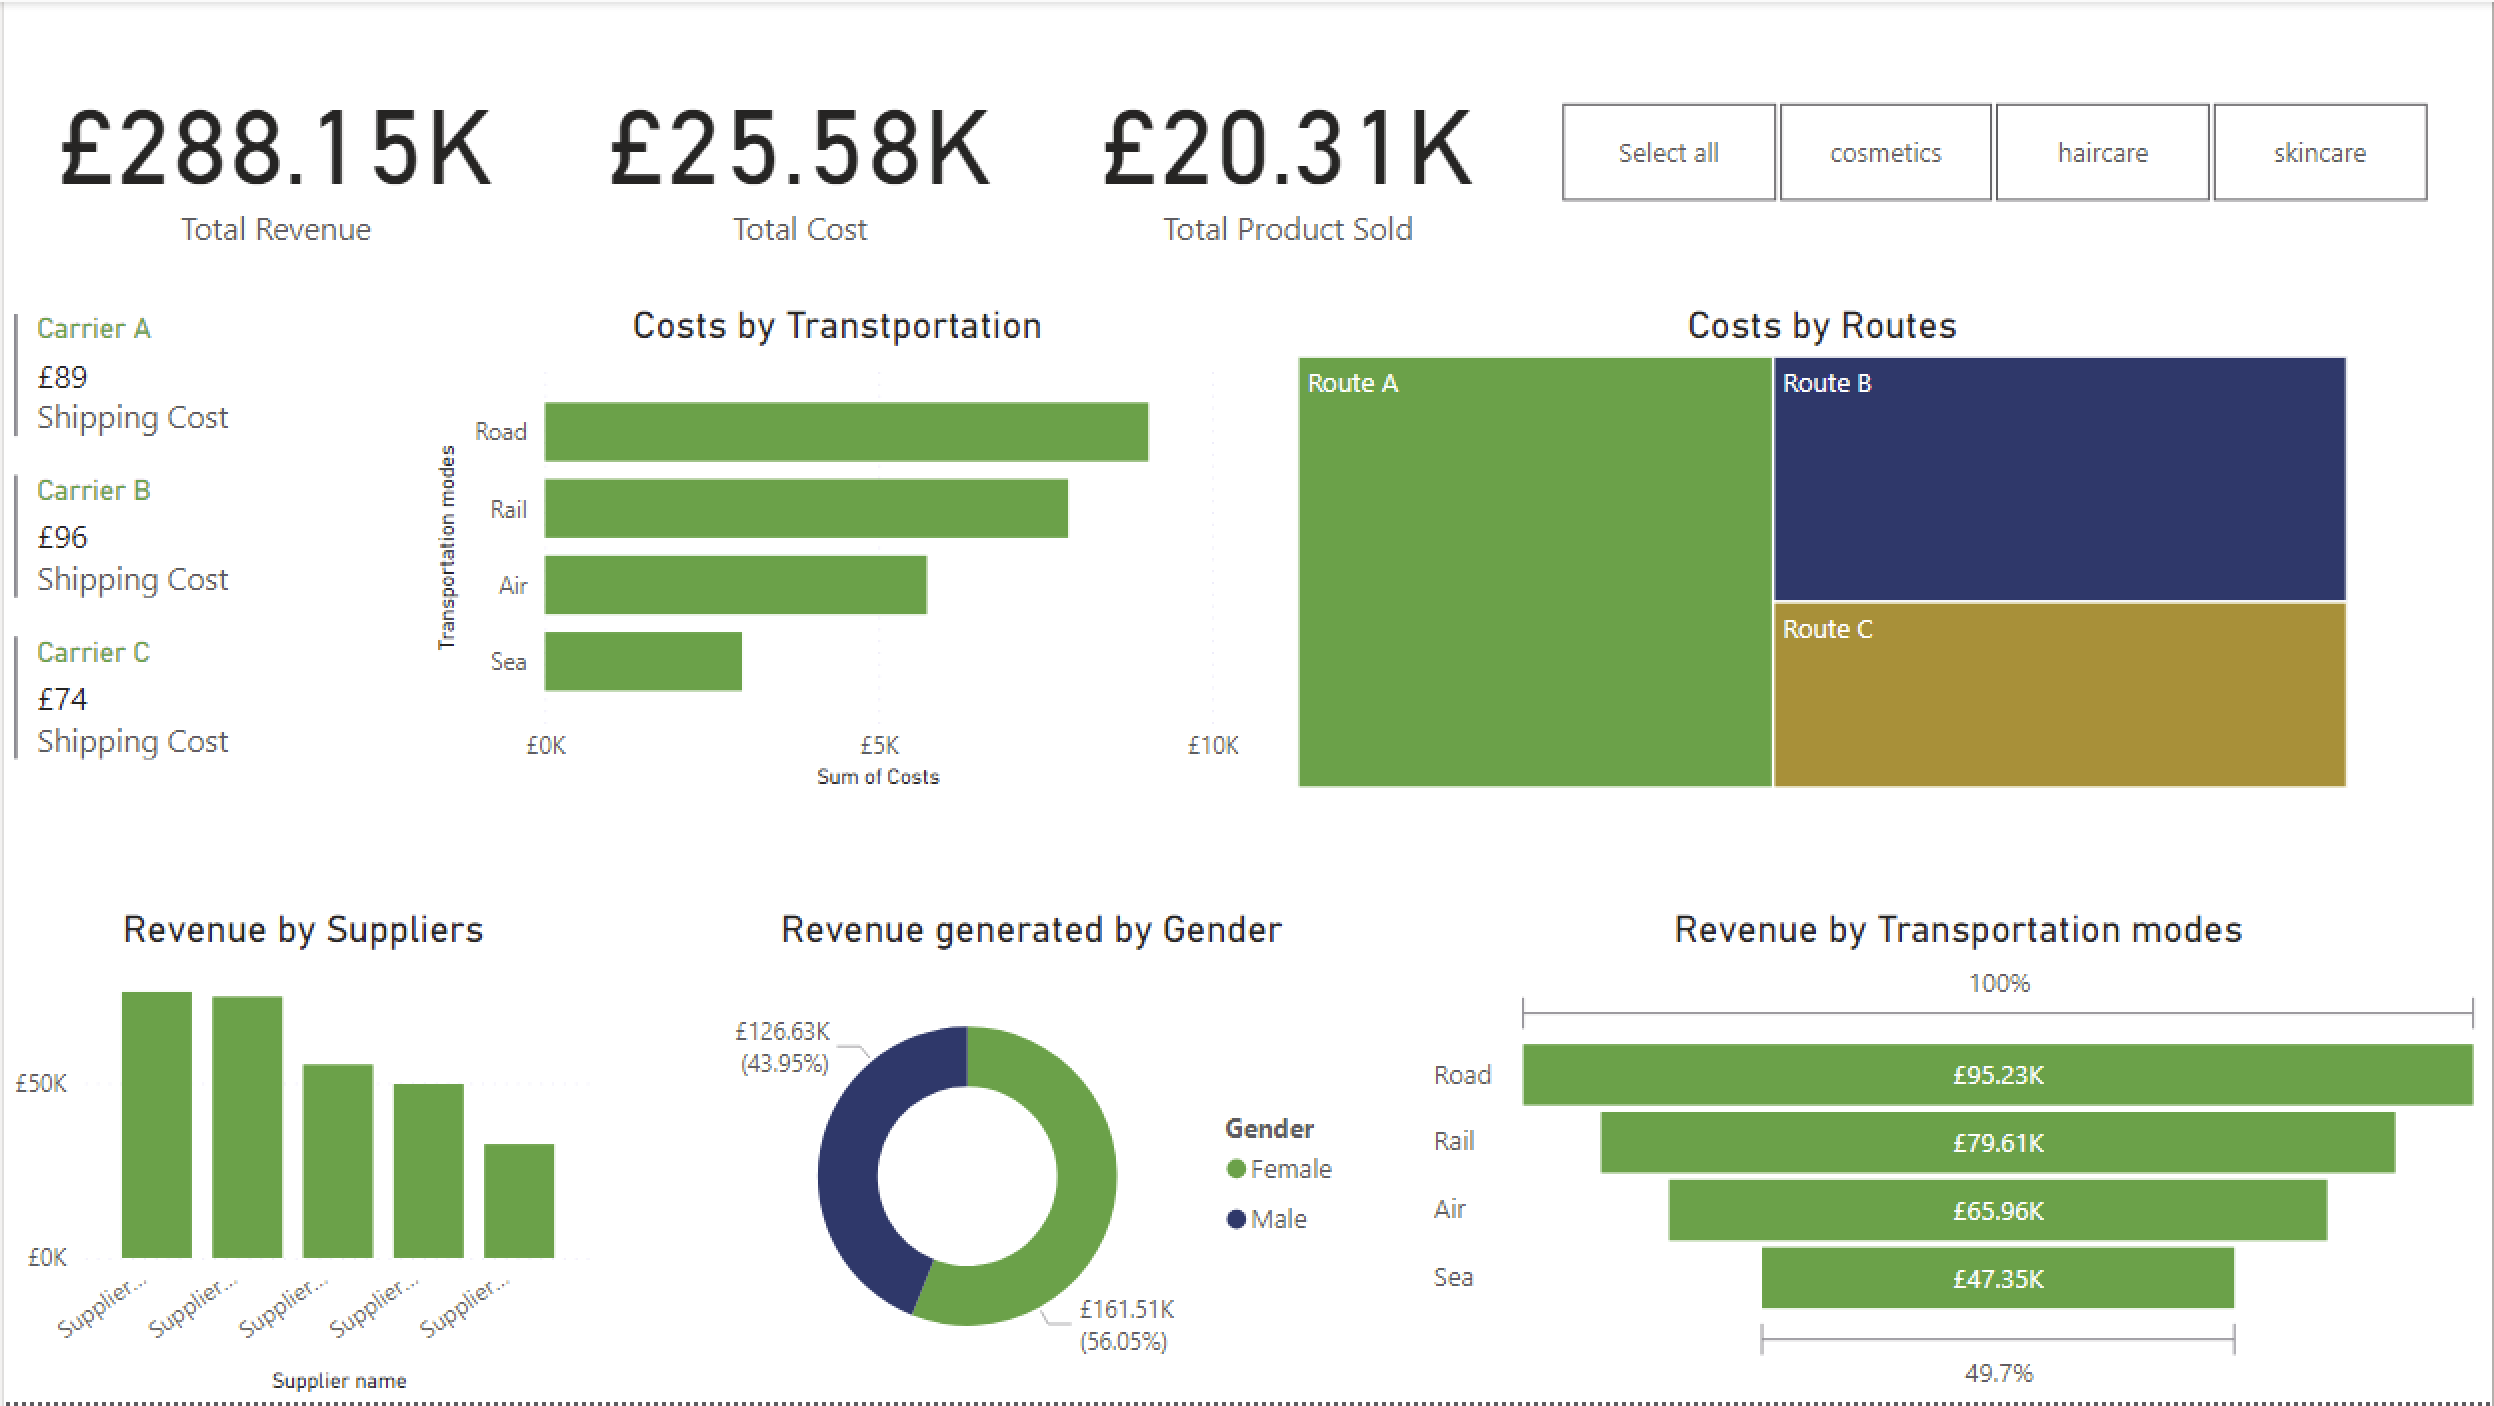 £288.15K
Total Revenue
£25.58K
Total Cost
£20.31K
Total Product Sold
Select all
cosmetics
haircare
skincare
Carrier A
£89
Shipping Cost
Carrier B
£96
Shipping Cost
Carrier C
£74
Shipping Cost
Costs by Transtportation
Transportation modes
Road
Rail
Air
Sea
£0K
£5K
£10K
Sum of Costs
Costs by Routes
Route A
Route B
Route C
Revenue by Suppliers
£50K
£0K
Supplier...
Supplier...
Supplier...
Supplier...
Supplier...
Supplier name
Revenue generated by Gender
£126.63K
(43.95%)
£161.51K
(56.05%)
Gender
Female
Male
Revenue by Transportation modes
100%
Road
£95.23K
Rail
£79.61K
Air
£65.96K
Sea
£47.35K
49.7%